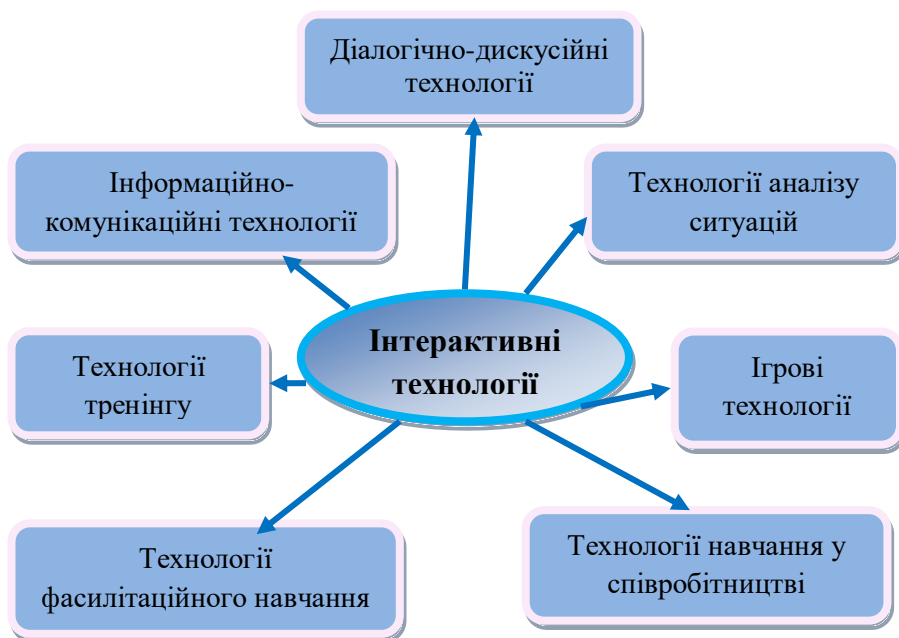 Діалогічно-дискусійні
технології
Інформаційно-
комунікаційні технології
Технології аналізу
ситуацій
Інтерактивні
технології
Технології
тренінгу
Ігрові
технології
Технології
фасилітаційного навчання
Технології навчання у
співробітництві